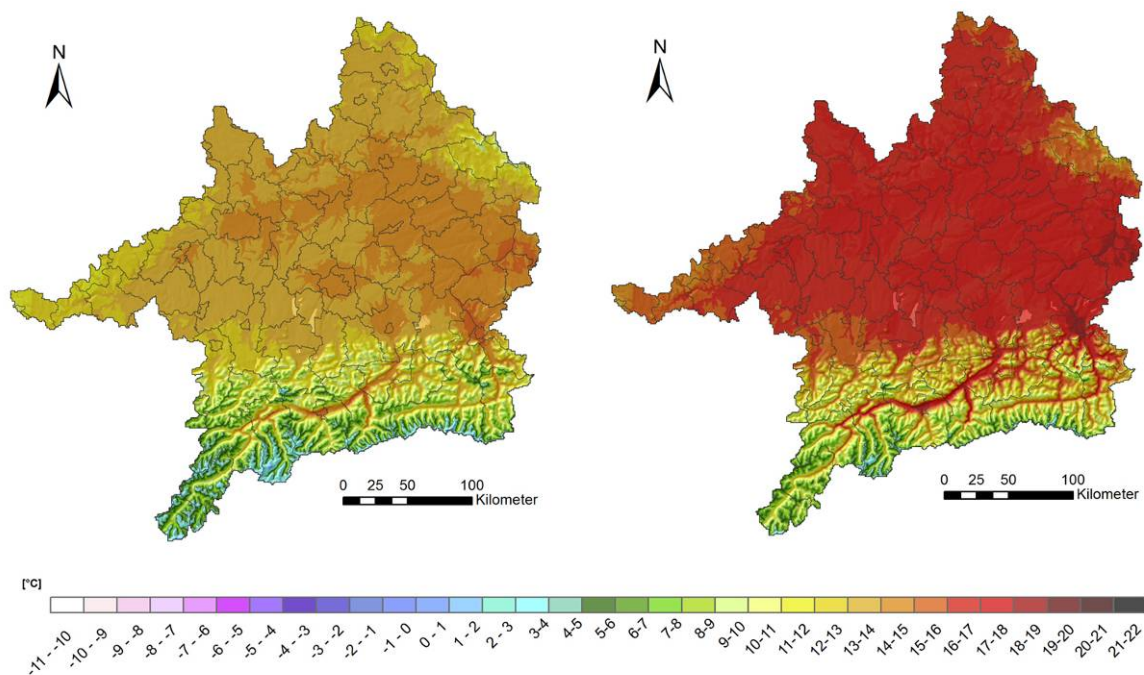 N
N
0 25 50 100
Kilometer
0 25 50 100
Kilometer
[°C]
-11 - -10
-10 - -9
-9 - -8
-8 - -7
-7 - -6
-6 - -5
-5 - -4
-4 - -3
-3 - -2
-2 - -1
-1 - 0
0 - 1
1 - 2
2 - 3
3-4
4-5
5-6
6-7
7-8
8-9
9-10
10-11
11-12
12-13
13-14
14-15
15-16
16-17
17-18
18-19
19-20
20-21
21-22